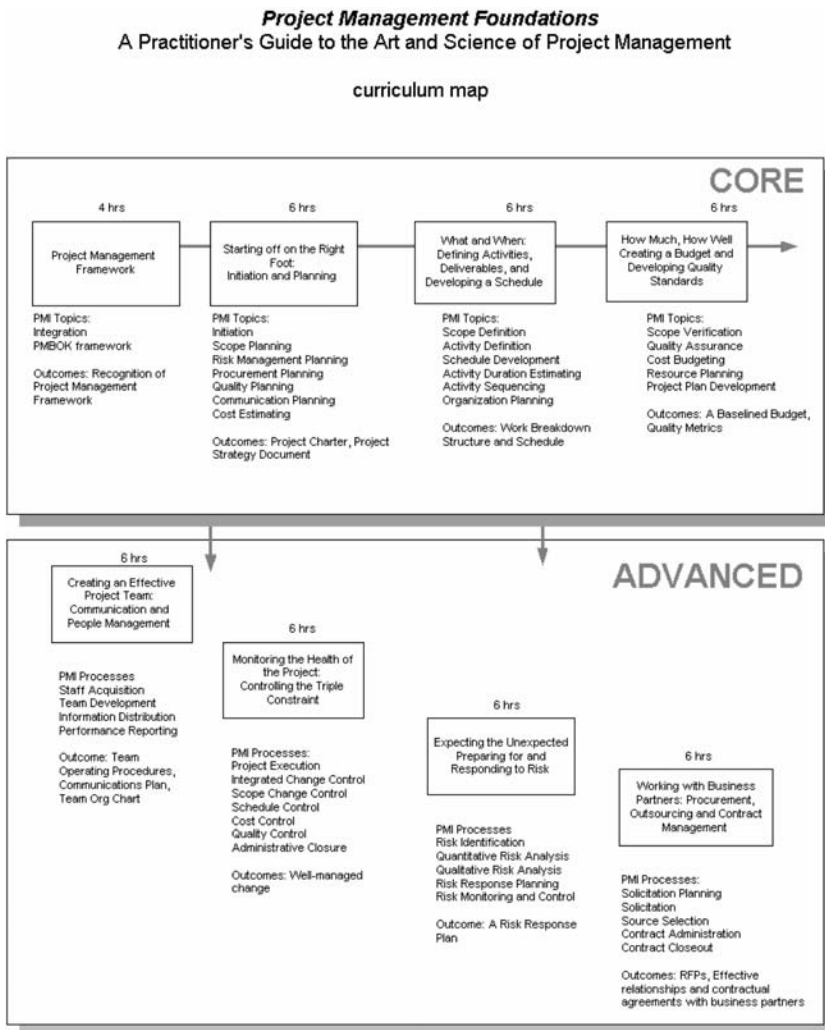 Project Management Foundations
A Practitioner's Guide to the Art and Science of Project Management
curriculum map
CORE
4 hrs
Project Management
Framework
PMI Topics:
Integration
PMBOK framework
Outcomes: Recognition of
Project Management
Framework
6 hrs
Starting off on the Right
Foot:
Initiation and Planning
PMI Topics:
Initiation
Scope Planning
Risk Management Planning
Procurement Planning
Quality Planning
Communication Planning
Cost Estimating
Outcomes: Project Charter, Project
Strategy Document
6 hrs
What and When:
Defining Activities,
Deliverables, and
Developing a Schedule
PMI Topics:
Scope Definition
Activity Definition
Schedule Development
Activity Duration Estimating
Activity Sequencing
Organization Planning
Outcomes: Work Breakdown
Structure and Schedule
6 hrs
How Much, How Well
Creating a Budget and
Developing Quality
Standards
PMI Topics:
Scope Verification
Quality Assurance
Cost Budgeting
Resource Planning
Project Plan Development
Outcomes: A Baselined Budget,
Quality Metrics
ADVANCED
6 hrs
Creating an Effective
Project Team:
Communication and
People Management
PMI Processes
Staff Acquisition
Team Development
Information Distribution
Performance Reporting
Outcome: Team
Operating Procedures,
Communications Plan,
Team Org Chart
6 hrs
Monitoring the Health of
the Project:
Controlling the Triple
Constraint
PMI Processes:
Project Execution
Integrated Change Control
Scope Change Control
Schedule Control
Cost Control
Quality Control
Administrative Closure
Outcomes: Well-managed
change
6 hrs
Expecting the Unexpected
Preparing for and
Responding to Risk
PMI Processes
Risk Identification
Quantitative Risk Analysis
Qualitative Risk Analysis
Risk Response Planning
Risk Monitoring and Control
Outcome: A Risk Response
Plan
6 hrs
Working with Business
Partners: Procurement,
Outsourcing and Contract
Management
PMI Processes:
Solicitation Planning
Solicitation
Source Selection
Contract Administration
Contract Closeout
Outcomes: RFPs, Effective
relationships and contractual
agreements with business partners